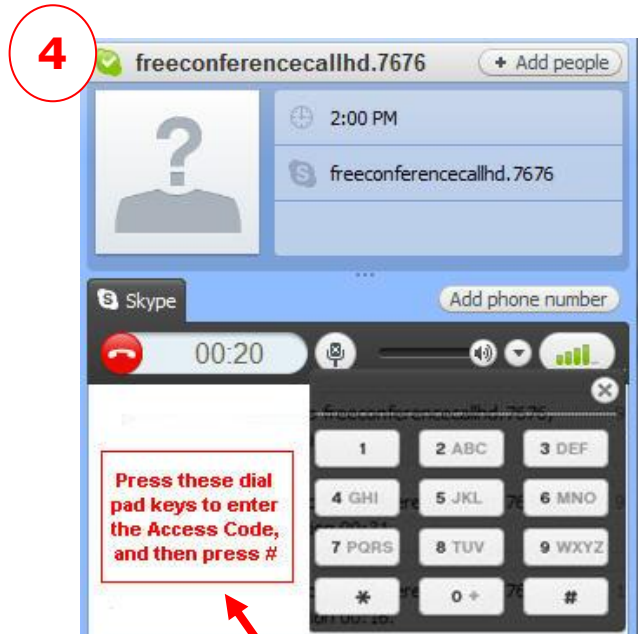 4
freeconferencecallhd.7676 + Add people
2:00 PM
freeconferencecallhd.7676
Skype Add phone number
00:20
freeconferencecallhd.7676,
1 2 ABC 3 DEF
Press these dial
pad keys to enter
the Access Code,
and then press #
4 GHI 5 JKL 6 MNO
7 PQRS 8 TUV 9 WXYZ
* 0 + #